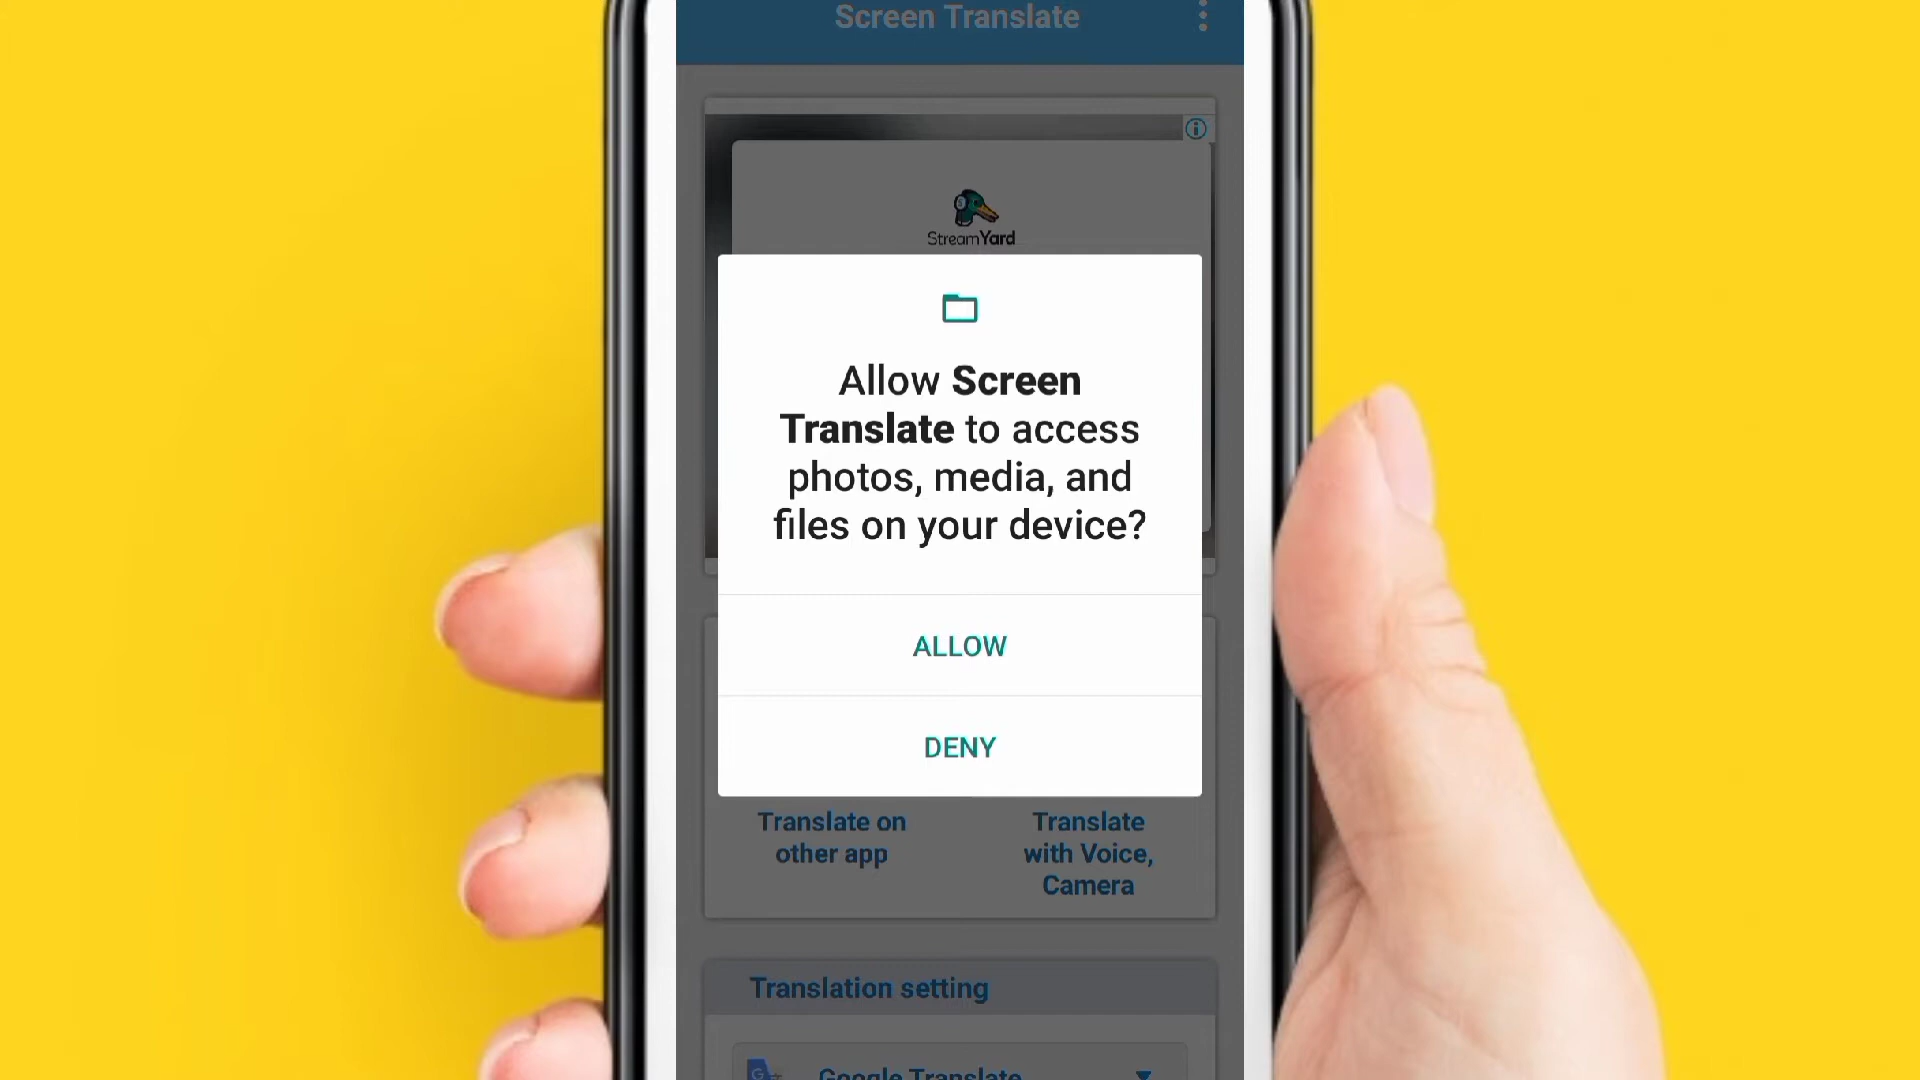 Screen Translate
StreamYard
Allow Screen
Translate to access
photos, media, and
files on your device?
ALLOW
DENY
Translate on
other app
Translate
with Voice,
Camera
Translation setting
Google Translate